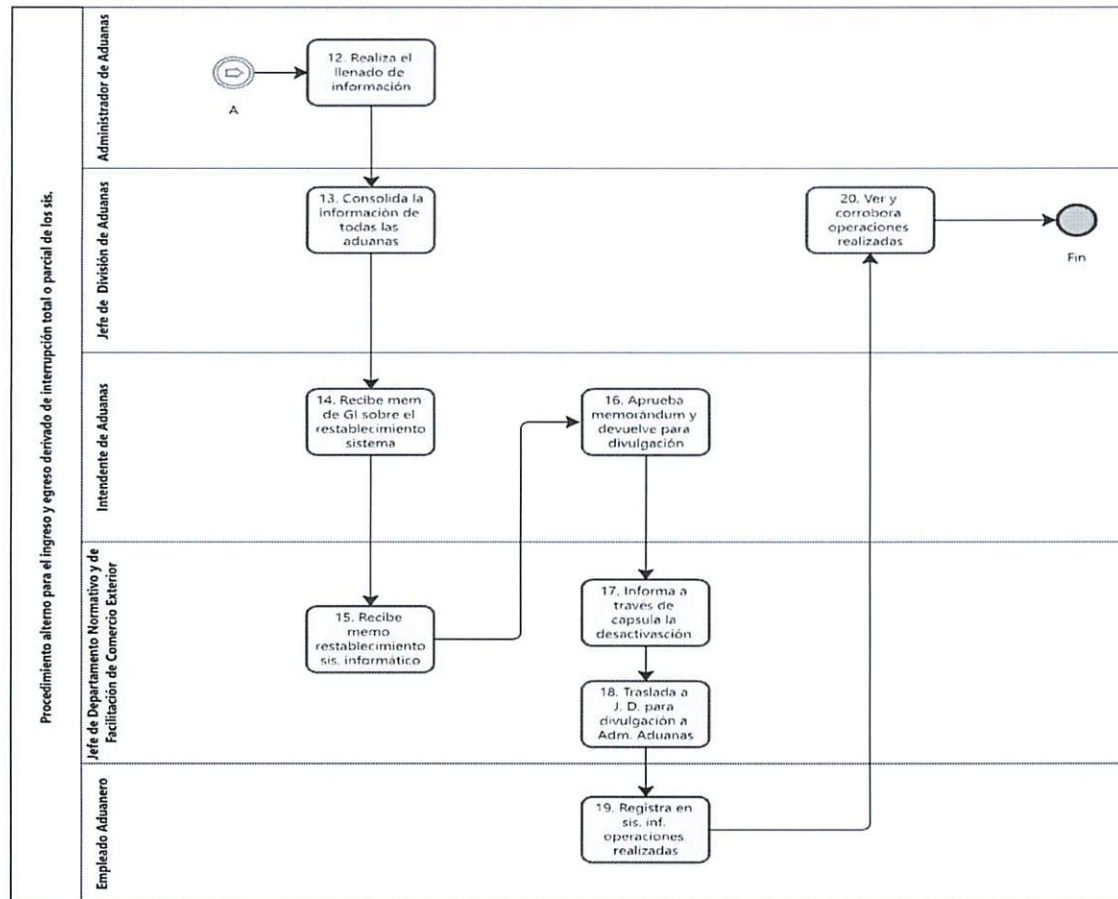 Procedimiento alterno para el ingreso y egreso derivado de interrupción total o parcial de los sis.
Administrador de Aduanas
A
12. Realiza el
llenado de
información
Jefe de División de Aduanas
13. Consolida la
información de
todas las
aduanas
20. Ver y
corrobora
operaciones
realizadas
Fin
Intendente de Aduanas
14. Recibe mem
de GI sobre el
restablecimiento
sistema
16. Aprueba
memorándum y
devuelve para
divulgación
Jefe de Departamento Normativo y de
Facilitación de Comercio Exterior
15. Recibe
memo
restablecimiento
sis. informático
17. Informa a
través de
capsula la
desactivasción
18. Traslada a
J. D. para
divulgación a
Adm. Aduanas
Empleado Aduanero
19. Registra en
sis. inf.
operaciones
realizadas